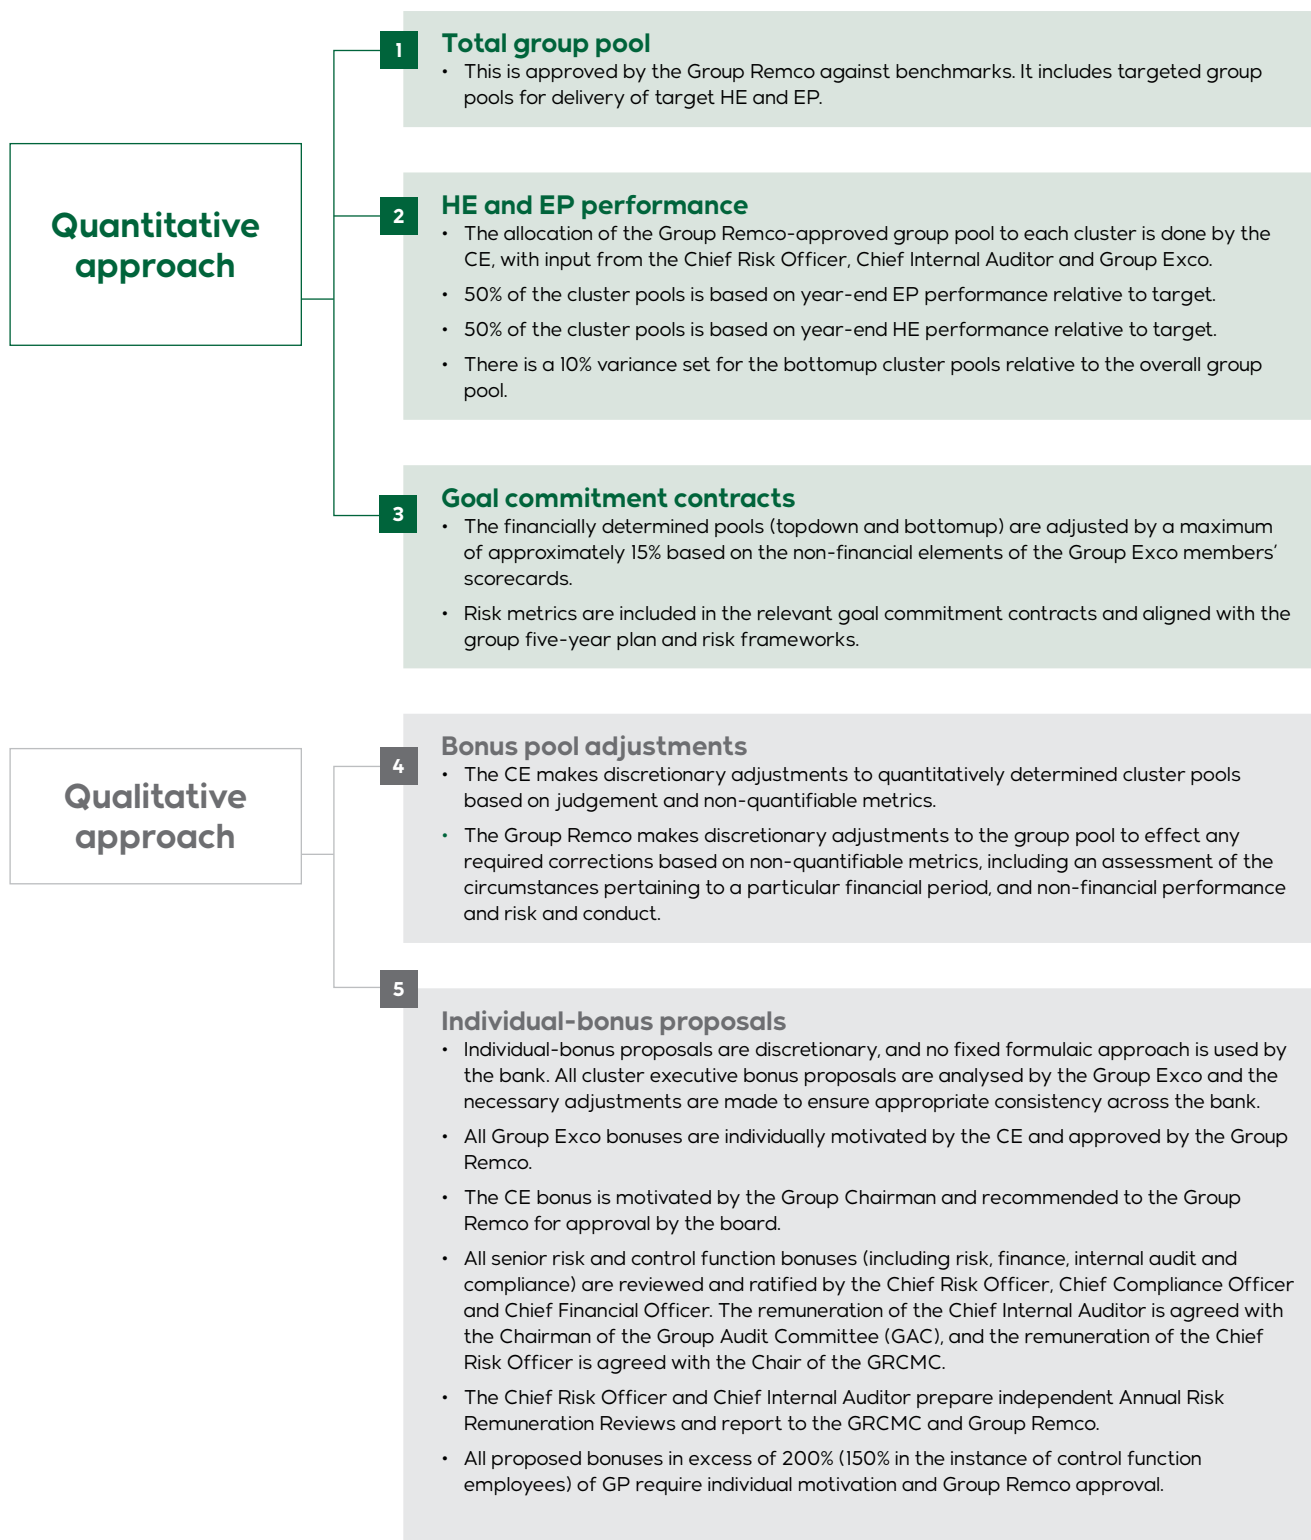 1
Total group pool
• This is approved by the Group Remco against benchmarks. It includes targeted group
pools for delivery of target HE and EP.
Quantitative
approach
2
HE and EP performance
• The allocation of the Group Remco-approved group pool to each cluster is done by the
CE, with input from the Chief Risk Officer, Chief Internal Auditor and Group Exco.
• 50% of the cluster pools is based on year-end EP performance relative to target.
• 50% of the cluster pools is based on year-end HE performance relative to target.
• There is a 10% variance set for the bottomup cluster pools relative to the overall group
pool.
3
Goal commitment contracts
• The financially determined pools (topdown and bottomup) are adjusted by a maximum
of approximately 15% based on the non-financial elements of the Group Exco members’
scorecards.
• Risk metrics are included in the relevant goal commitment contracts and aligned with the
group five-year plan and risk frameworks.
Qualitative
approach
4
Bonus pool adjustments
• The CE makes discretionary adjustments to quantitatively determined cluster pools
based on judgement and non-quantifiable metrics.
• The Group Remco makes discretionary adjustments to the group pool to effect any
required corrections based on non-quantifiable metrics, including an assessment of the
circumstances pertaining to a particular financial period, and non-financial performance
and risk and conduct.
5
Individual-bonus proposals
• Individual-bonus proposals are discretionary, and no fixed formulaic approach is used by
the bank. All cluster executive bonus proposals are analysed by the Group Exco and the
necessary adjustments are made to ensure appropriate consistency across the bank.
• All Group Exco bonuses are individually motivated by the CE and approved by the Group
Remco.
• The CE bonus is motivated by the Group Chairman and recommended to the Group
Remco for approval by the board.
• All senior risk and control function bonuses (including risk, finance, internal audit and
compliance) are reviewed and ratified by the Chief Risk Officer, Chief Compliance Officer
and Chief Financial Officer. The remuneration of the Chief Internal Auditor is agreed with
the Chairman of the Group Audit Committee (GAC), and the remuneration of the Chief
Risk Officer is agreed with the Chair of the GRCMC.
• The Chief Risk Officer and Chief Internal Auditor prepare independent Annual Risk
Remuneration Reviews and report to the GRCMC and Group Remco.
• All proposed bonuses in excess of 200% (150% in the instance of control function
employees) of GP require individual motivation and Group Remco approval.